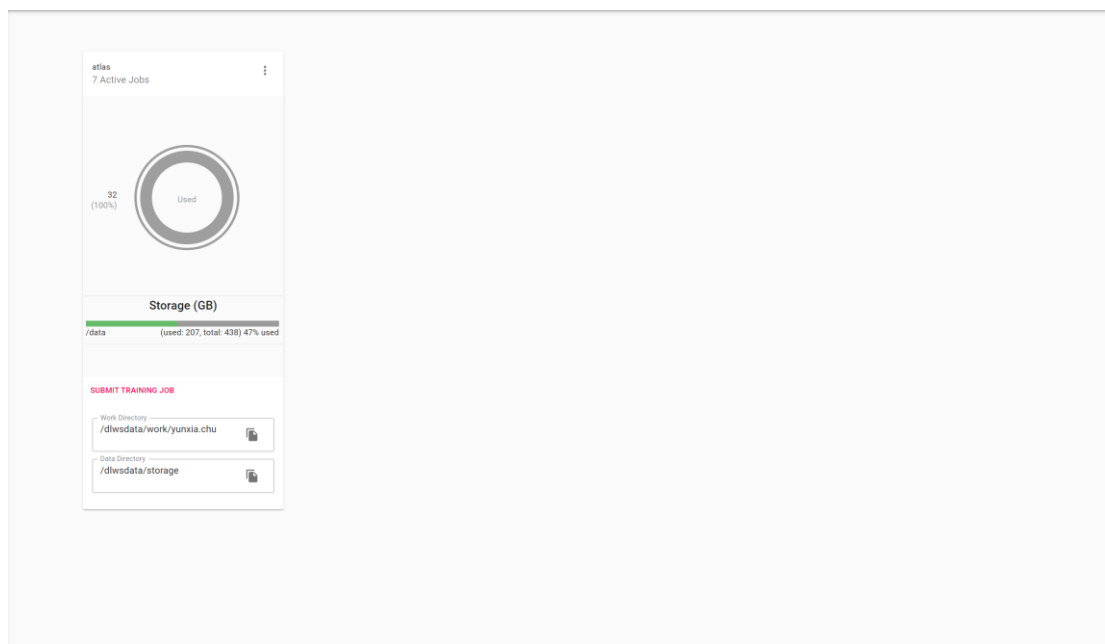 atlas
7 Active Jobs
32
(100%)
Used
Storage (GB)
/data (used: 207, total: 438) 47% used
SUBMIT TRAINING JOB
Work Directory
/dlwsdata/work/yunxia.chu
Data Directory
/dlwsdata/storage